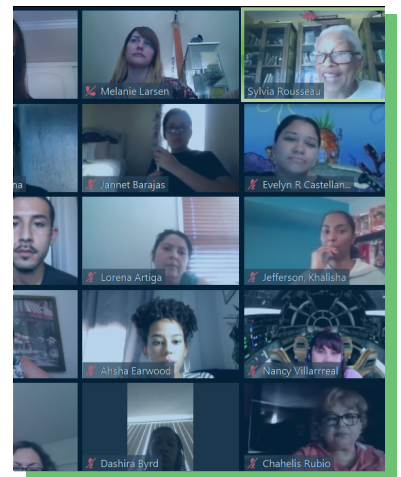 Melanie Larsen
Sylvia Rousseau
na
Jannet Barajas
Evelyn R Castellan...
Lorena Artiga
Jefferson, Khalisha
Ahsha Earwood
Nancy Villarrreal
Dashira Byrd
Chahelis Rubio